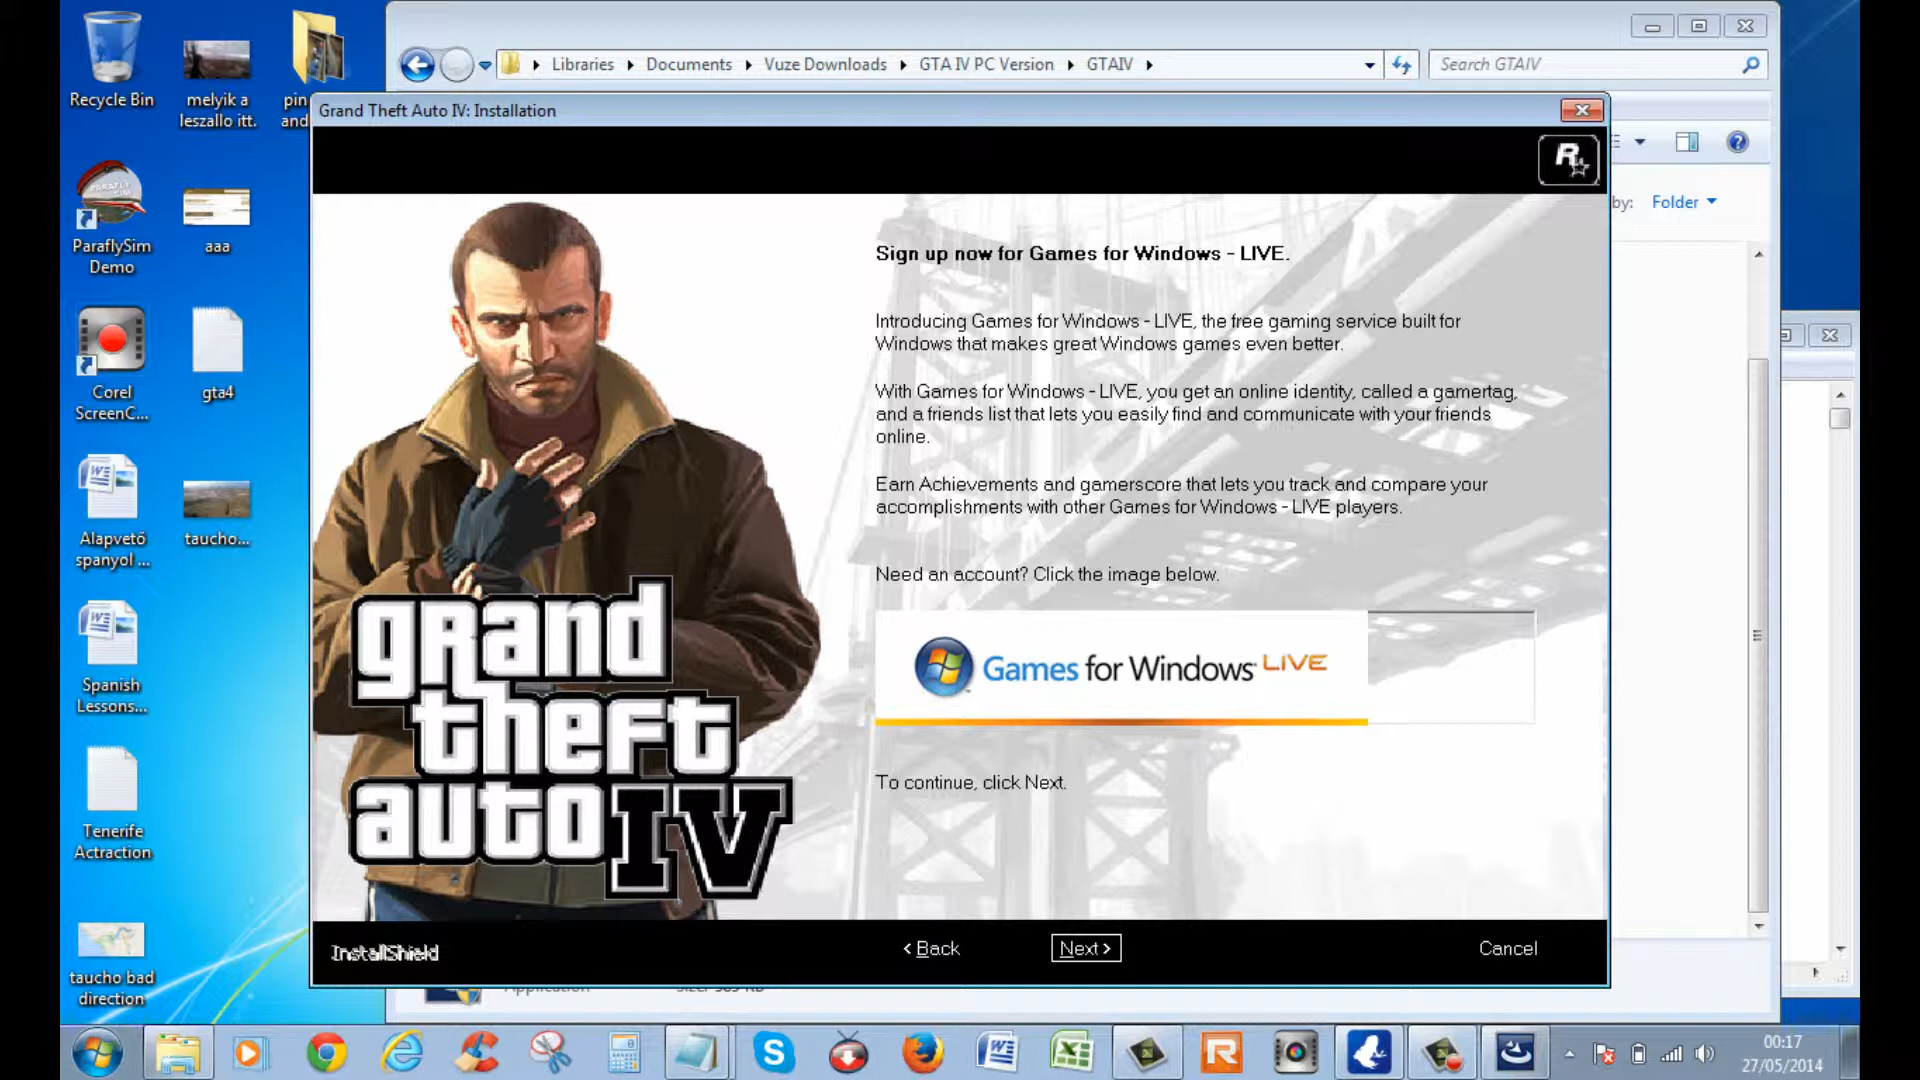 Recycle Bin
melyik a
leszallo itt.
pin
and
ParaflySim
Demo
aaa
Corel
ScreenC...
gta4
Alapvető
spanyol ...
taucho...
Spanish
Lessons...
Tenerife
Actraction
taucho bad
direction
Libraries
Documents
Vuze Downloads
GTA IV PC Version
GTAIV
Search GTAIV
by:
Folder
Grand Theft Auto IV: Installation
R
Sign up now for Games for Windows - LIVE.
Introducing Games for Windows - LIVE, the free gaming service built for
Windows that makes great Windows games even better.
With Games for Windows - LIVE, you get an online identity, called a gamertag,
and a friends list that lets you easily find and communicate with your friends
online.
Earn Achievements and gamerscore that lets you track and compare your
accomplishments with other Games for Windows - LIVE players.
Need an account? Click the image below.
Games for Windows LIVE
To continue, click Next.
grand
theft
auto IV
InstallShield
< Back
Next >
Cancel
00:17
27/05/2014